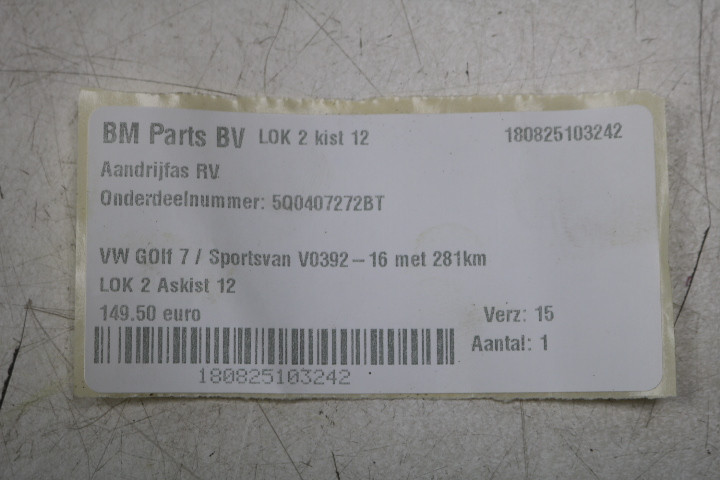 BM Parts BV LOK 2 kist 12 180825103242
Aandrijfas RV
Onderdeelnummer: 5Q0407272BT
VW GOlf 7 / Sportsvan V0392-- 16 met 281km
LOK 2 Askist 12
149.50 euro Verz: 15
Aantal: 1
180825103242